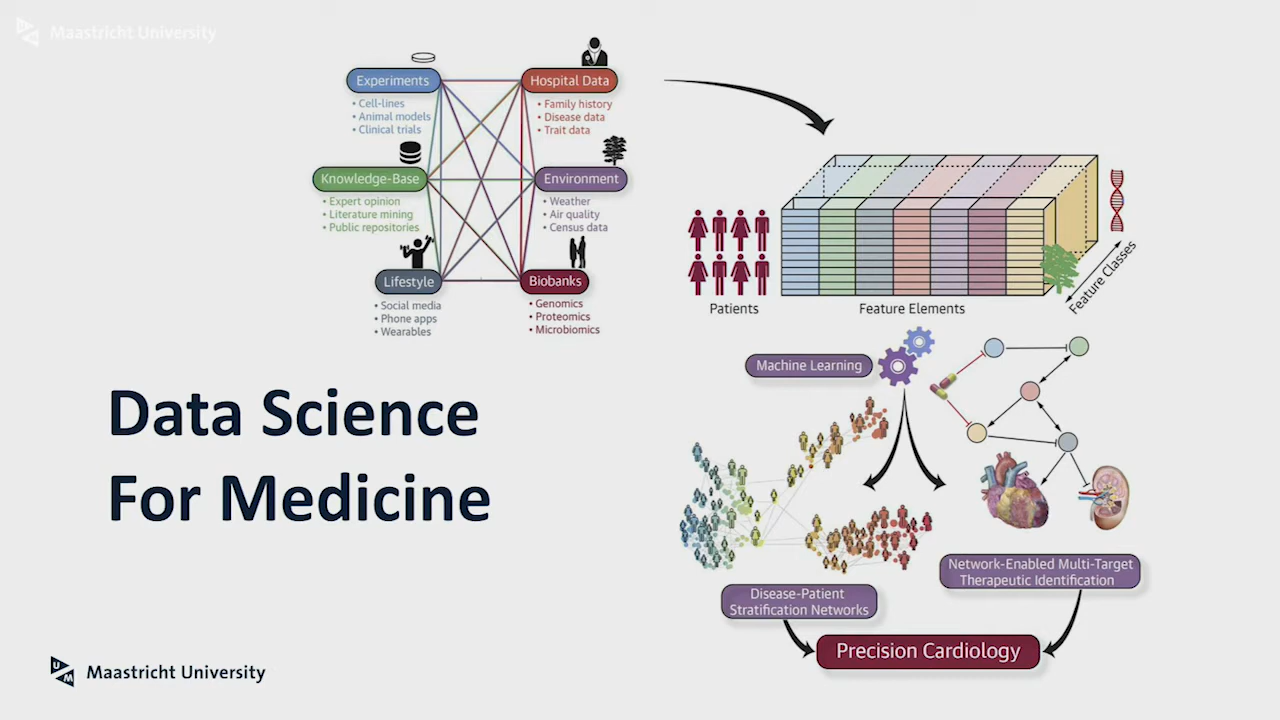 Maastricht University
Experiments
• Cell-lines
• Animal models
• Clinical trials
Hospital Data
• Family history
• Disease data
• Trait data
Knowledge-Base
• Expert opinion
• Literature mining
• Public repositories
Environment
• Weather
• Air quality
• Census data
Lifestyle
• Social media
• Phone apps
• Wearables
Biobanks
• Genomics
• Proteomics
• Microbiomics
Patients
Feature Elements
Feature Classes
Machine Learning
Data Science
For Medicine
Disease-Patient
Stratification Networks
Network-Enabled Multi-Target
Therapeutic Identification
Precision Cardiology
UM
Maastricht University